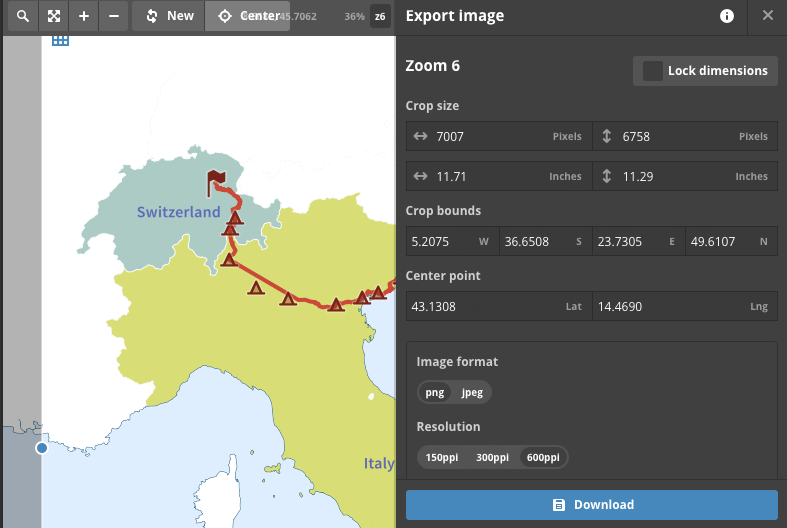 New
Center
45.7062
36%
z6
Export image
Zoom 6
Lock dimensions
Crop size
7007 Pixels
6758 Pixels
11.71 Inches
11.29 Inches
Crop bounds
5.2075 W
36.6508 S
23.7305 E
49.6107 N
Center point
43.1308 Lat
14.4690 Lng
Image format
png
jpeg
Resolution
150ppi
300ppi
600ppi
Download
Switzerland
Italy